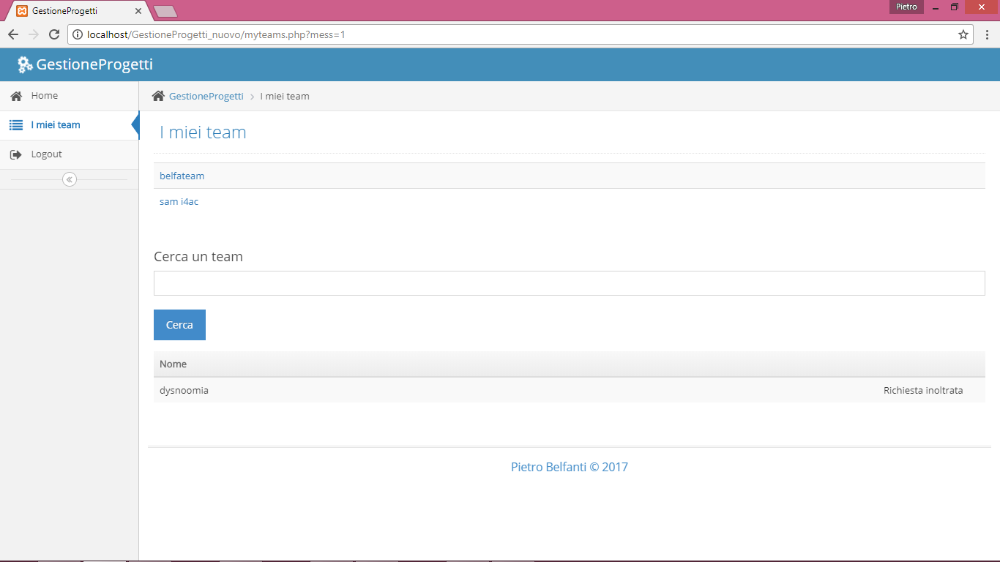 GestioneProgetti
Pietro
localhost/GestioneProgetti_nuovo/myteams.php?mess=1
GestioneProgetti
Home
GestioneProgetti > I miei team
I miei team
Logout
I miei team
belfateam
sam i4ac
Cerca un team
Cerca
Nome
dysnoomia Richiesta inoltrata
Pietro Belfanti © 2017